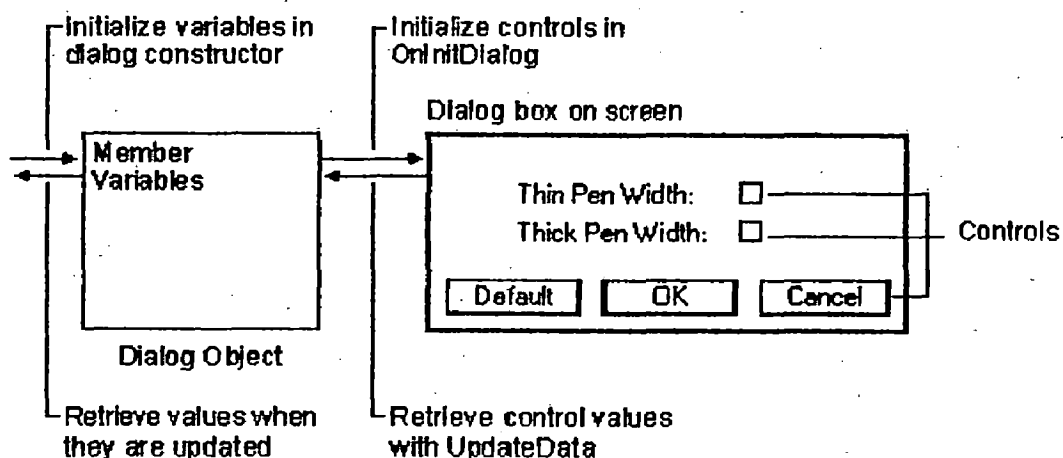 Initialize variables in
dialog constructor
Initialize controls in
OnInitDialog
Dialog box on screen
Member
Variables
Thin Pen Width:
Thick Pen Width:
Controls
Default
OK
Cancel
Dialog Object
Retrieve values when
they are updated
Retrieve control values
with UpdateData